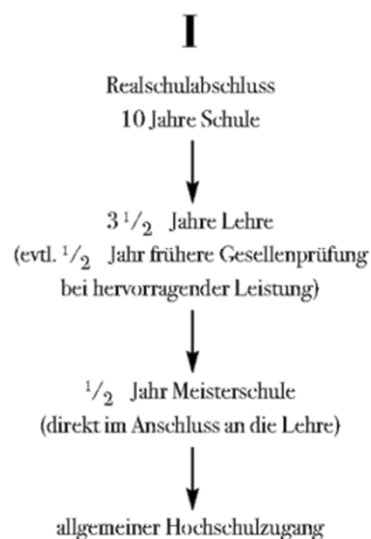 I
Realschulabschluss
10 Jahre Schule
3 1/2 Jahre Lehre
(evtl. 1/2 Jahr frühere Gesellenprüfung
bei hervorragender Leistung)
1/2 Jahr Meisterschule
(direkt im Anschluss an die Lehre)
allgemeiner Hochschulzugang